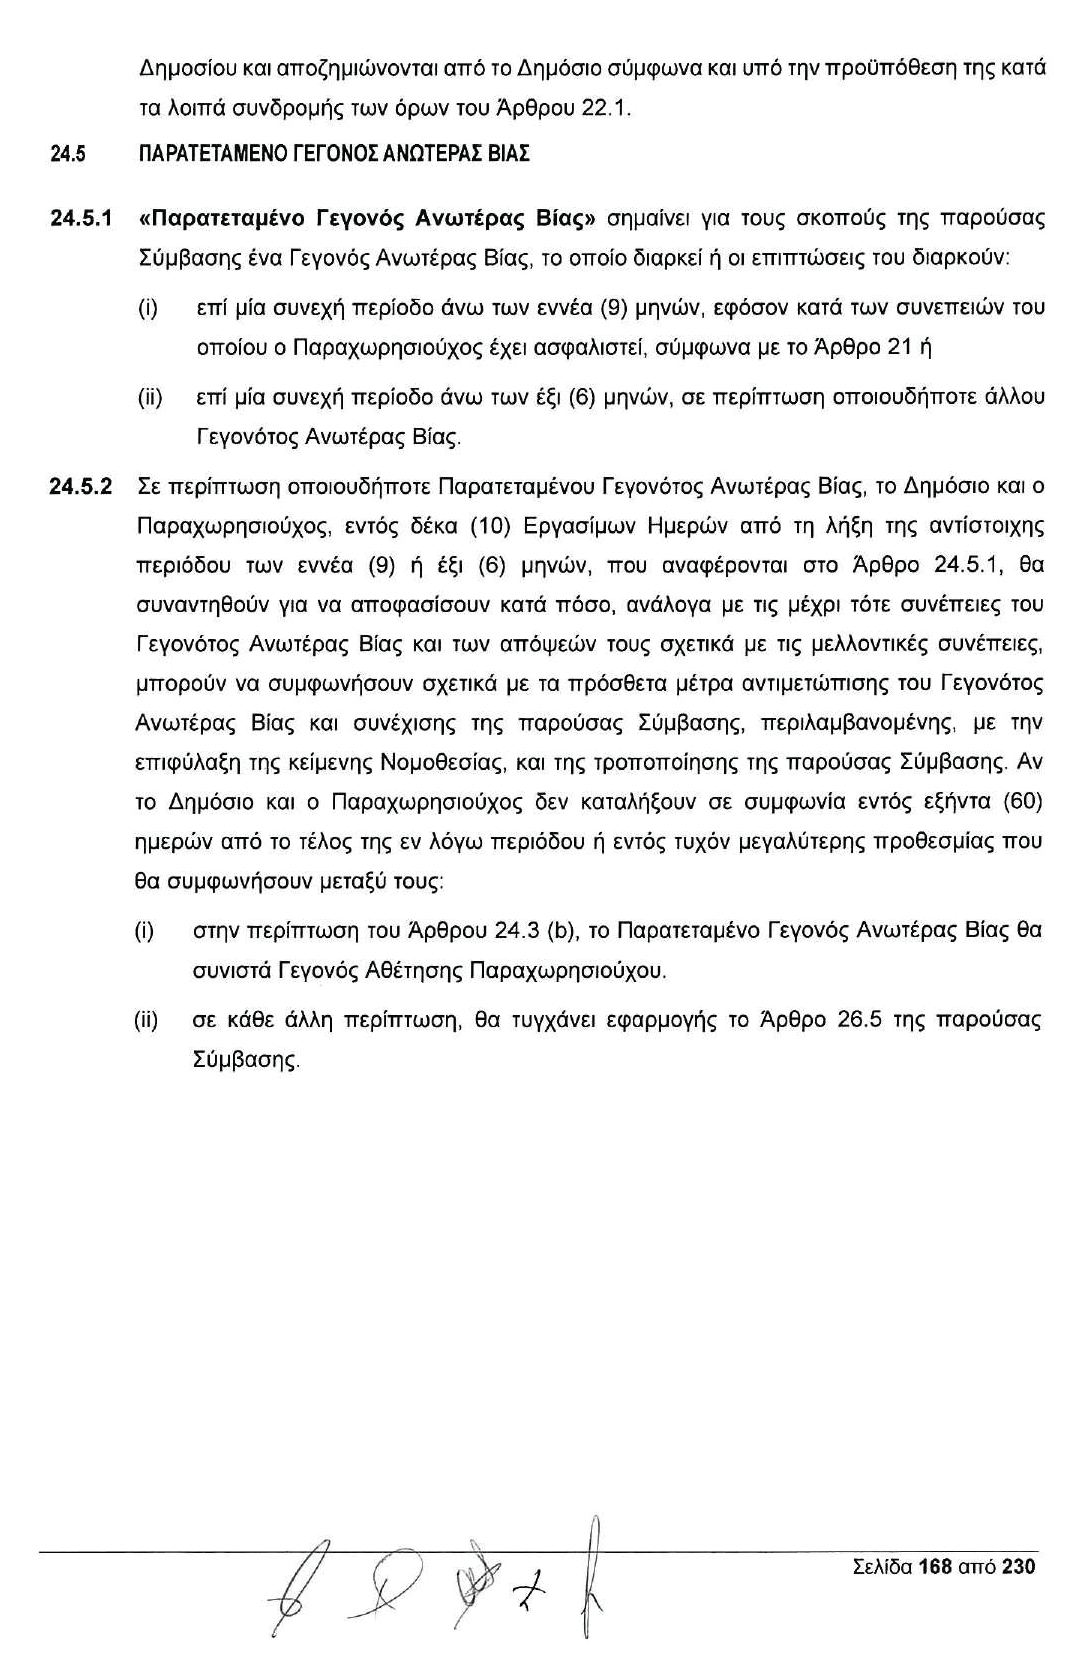 Δημοσίου και αποζημιώνονται από το Δημόσιο σύμφωνα και υπό την προϋπόθεση της κατά
τα λοιπά συνδρομής των όρων του Άρθρου 22.1.
24.5 ΠΑΡΑΤΕΤΑΜΕΝΟ ΓΕΓΟΝΟΣ ΑΝΩΤΕΡΑΣ ΒΙΑΣ
24.5.1 «Παρατεταμένο Γεγονός Ανωτέρας Βίας» σημαίνει για τους σκοπούς της παρούσας
Σύμβασης ένα Γεγονός Ανωτέρας Βίας, το οποίο διαρκεί ή οι επιπτώσεις του διαρκούν:
(i) επί μία συνεχή περίοδο άνω των εννέα (9) μηνών, εφόσον κατά των συνεπειών του
οποίου ο Παραχωρησιούχος έχει ασφαλιστεί, σύμφωνα με το Άρθρο 21 ή
(ii) επί μία συνεχή περίοδο άνω των έξι (6) μηνών, σε περίπτωση οποιουδήποτε άλλου
Γεγονότος Ανωτέρας Βίας.
24.5.2 Σε περίπτωση οποιουδήποτε Παρατεταμένου Γεγονότος Ανωτέρας Βίας, το Δημόσιο και ο
Παραχωρησιούχος, εντός δέκα (10) Εργασίμων Ημερών από τη λήξη της αντίστοιχης
περιόδου των εννέα (9) ή έξι (6) μηνών, που αναφέρονται στο Άρθρο 24.5.1, θα
συναντηθούν για να αποφασίσουν κατά πόσο, ανάλογα με τις μέχρι τότε συνέπειες του
Γεγονότος Ανωτέρας Βίας και των απόψεών τους σχετικά με τις μελλοντικές συνέπειες,
μπορούν να συμφωνήσουν σχετικά με τα πρόσθετα μέτρα αντιμετώπισης του Γεγονότος
Ανωτέρας Βίας και συνέχισης της παρούσας Σύμβασης, περιλαμβανομένης, με την
επιφύλαξη της κείμενης Νομοθεσίας, και της τροποποίησης της παρούσας Σύμβασης. Αν
το Δημόσιο και ο Παραχωρησιούχος δεν καταλήξουν σε συμφωνία εντός εξήντα (60)
ημερών από το τέλος της εν λόγω περιόδου ή εντός τυχόν μεγαλύτερης προθεσμίας που
θα συμφωνήσουν μεταξύ τους:
(i) στην περίπτωση του Άρθρου 24.3 (b), το Παρατεταμένο Γεγονός Ανωτέρας Βίας θα
συνιστά Γεγονός Αθέτησης Παραχωρησιούχου.
(ii) σε κάθε άλλη περίπτωση, θα τυγχάνει εφαρμογής το Άρθρο 26.5 της παρούσας
Σύμβασης.
Σελίδα 168 από 230